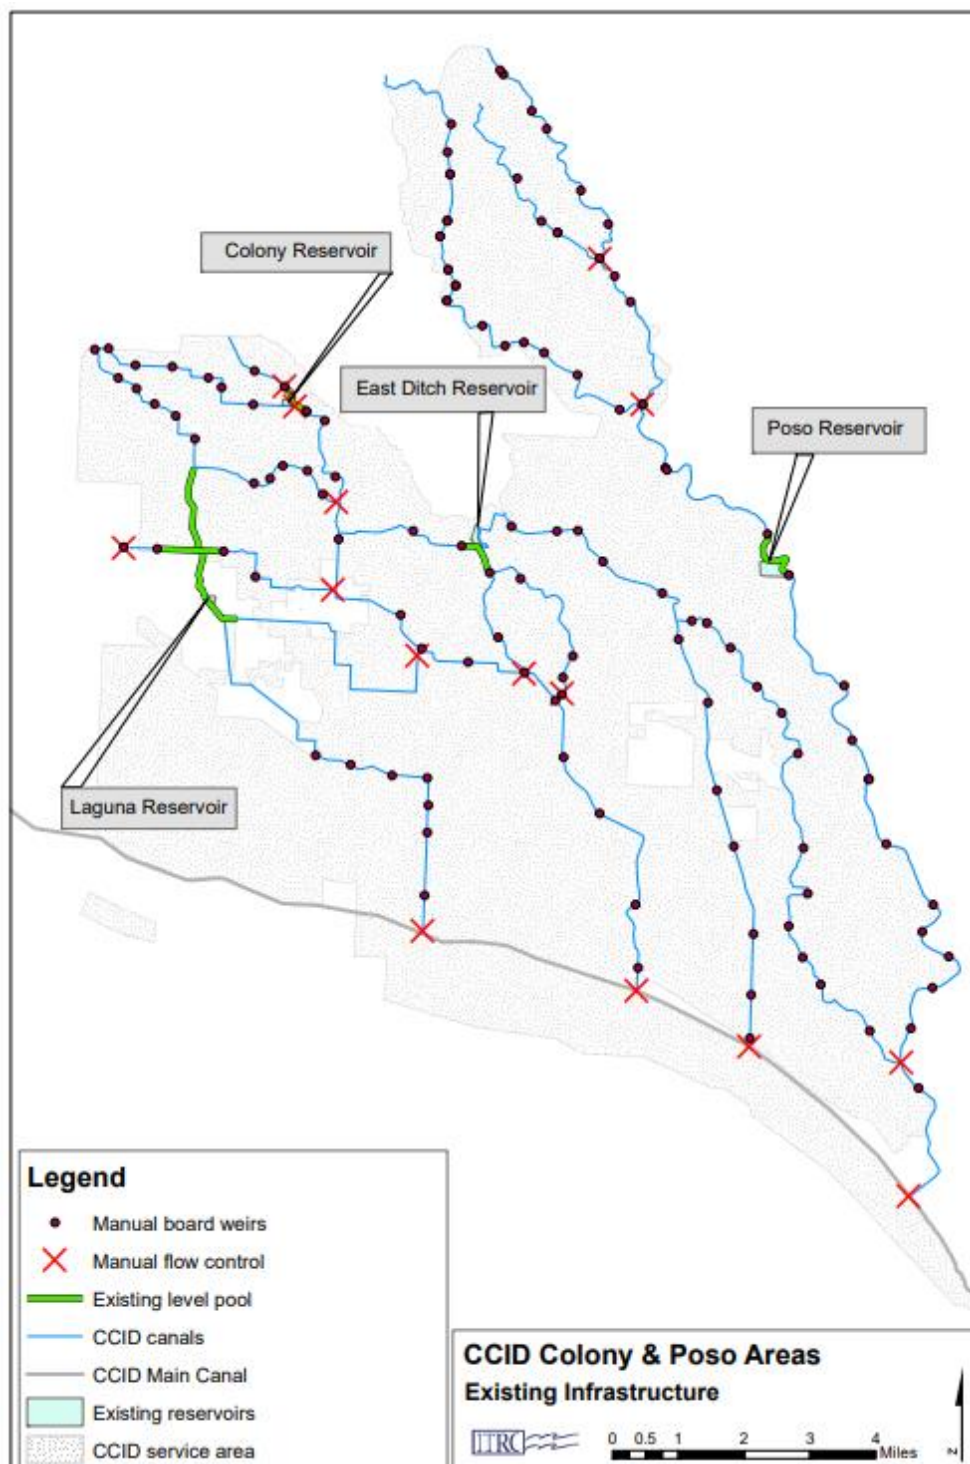 Colony Reservoir
East Ditch Reservoir
Poso Reservoir
Laguna Reservoir
Legend
Manual board weirs
Manual flow control
Existing level pool
CCID canals
CCID Main Canal
Existing reservoirs
CCID service area
CCID Colony & Poso Areas
Existing Infrastructure
ITRC
0 0.5 1 2 3 4
Miles
N